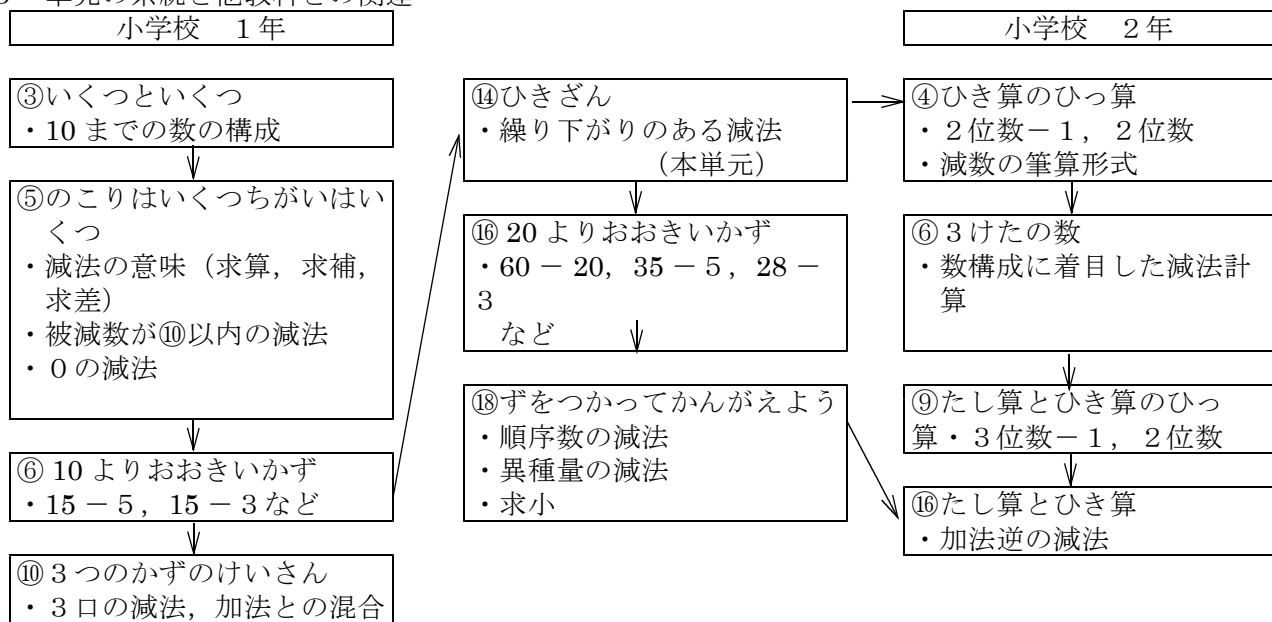 小学校　１年
③いくつといくつ
・10までの数の構成
⑤のこりはいくつちがいはい
くつ
・減法の意味（求算，求補，
求差）
・被減数が⑩以内の減法
・０の減法
⑥10よりおおきいかず
・15－５，15－３など
⑩３つのかずのけいさん
・３口の減法，加法との混合
⑭ひきざん
・繰り下がりのある減法
（本単元）
⑯20よりおおきいかず
・60－20，35－５，28－
３
など
⑱ずをつかってかんがえよう
・順序数の減法
・異種量の減法
・求小
小学校　２年
④ひき算のひっ算
・２位数－１，２位数
・減数の筆算形式
⑥３けたの数
・数構成に着目した減法計
算
⑨たし算とひき算のひっ
算・３位数－１，２位数
⑯たし算とひき算
・加法逆の減法